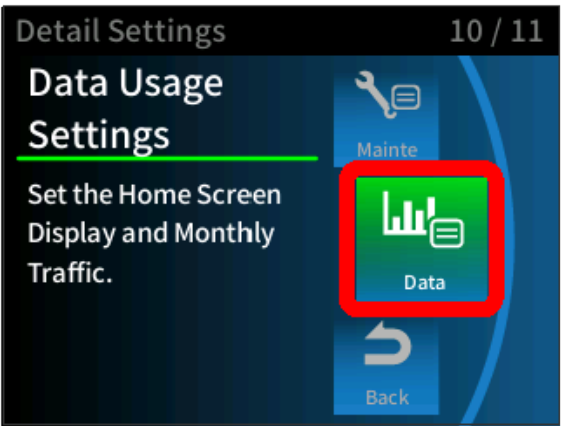 Detail Settings 10 / 11
Data Usage
Settings
Set the Home Screen
Display and Monthly
Traffic.
Mainte
Data
Back